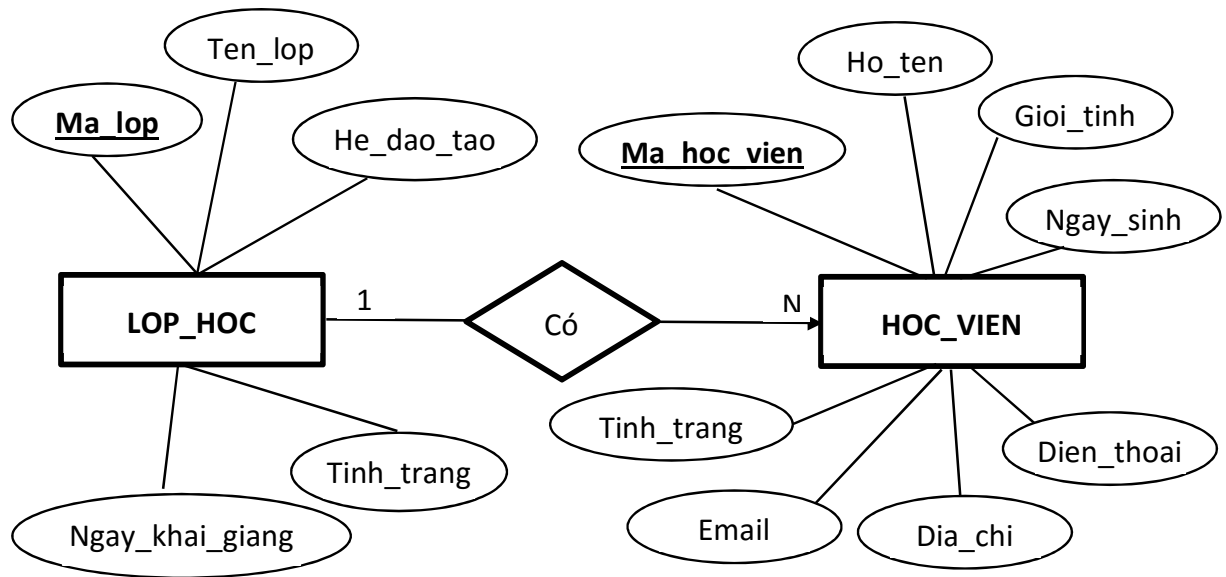 Ten_lop
Ho_ten
Ma_lop
Gioi_tinh
He_dao_tao
Ma_hoc_vien
Ngay_sinh
1
N
LOP_HOC
Có
HOC_VIEN
Tinh_trang
Dien_thoai
Tinh_trang
Ngay_khai_giang
Email
Dia_chi